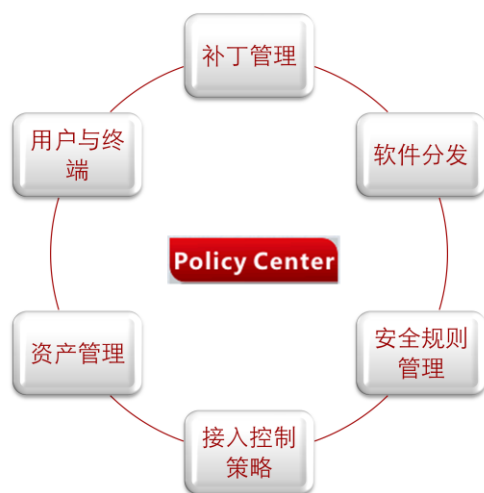 补丁管理
用户与终
端
软件分发
Policy Center
资产管理
安全规则
管理
接入控制
策略